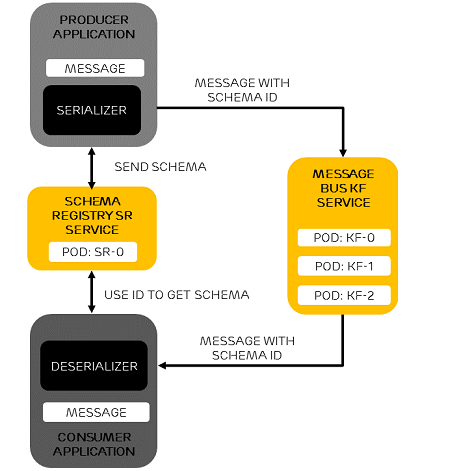 PRODUCER
APPLICATION
MESSAGE
SERIALIZER
MESSAGE WITH
SCHEMA ID
SEND SCHEMA
SCHEMA
REGISTRY SR
SERVICE
POD: SR-0
MESSAGE
BUS KF
SERVICE
POD: KF-0
POD: KF-1
POD: KF-2
USE ID TO GET SCHEMA
MESSAGE WITH
SCHEMA ID
DESERIALIZER
MESSAGE
CONSUMER
APPLICATION